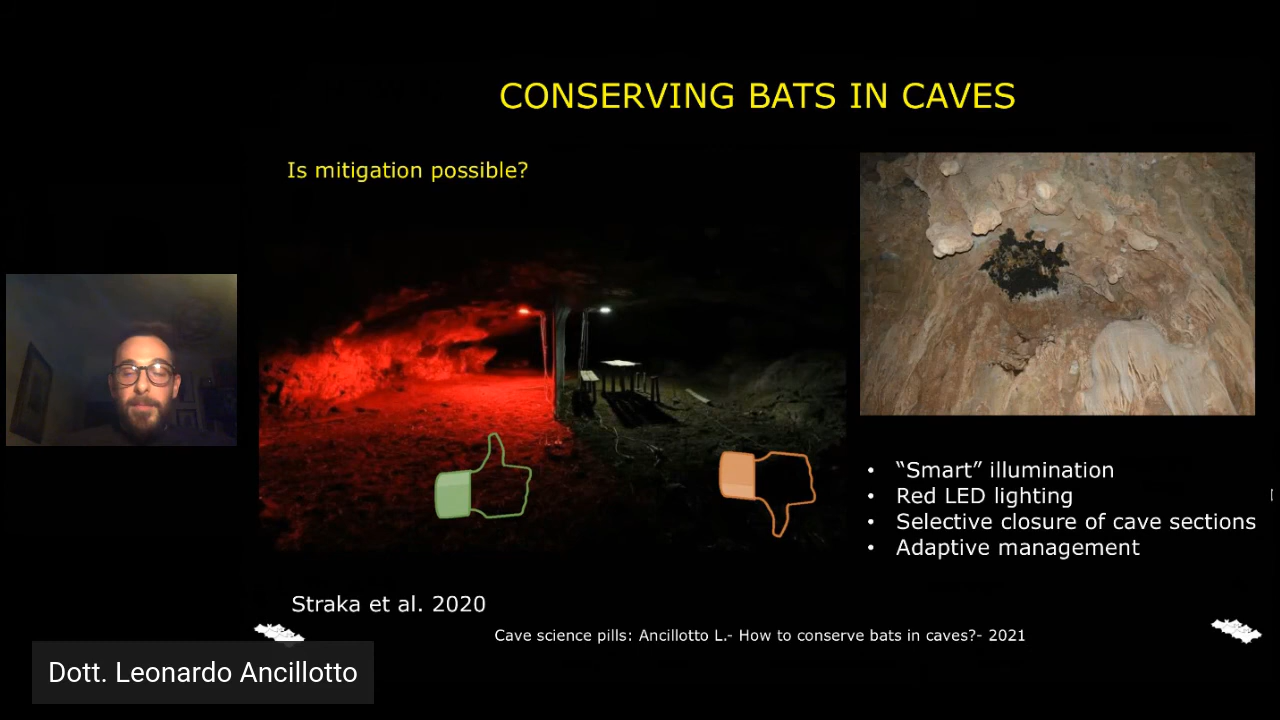 CONSERVING BATS IN CAVES
Is mitigation possible?
• “Smart” illumination
• Red LED lighting
• Selective closure of cave sections
• Adaptive management
Straka et al. 2020
Cave science pills: Ancillotto L.- How to conserve bats in caves?- 2021
Dott. Leonardo Ancillotto